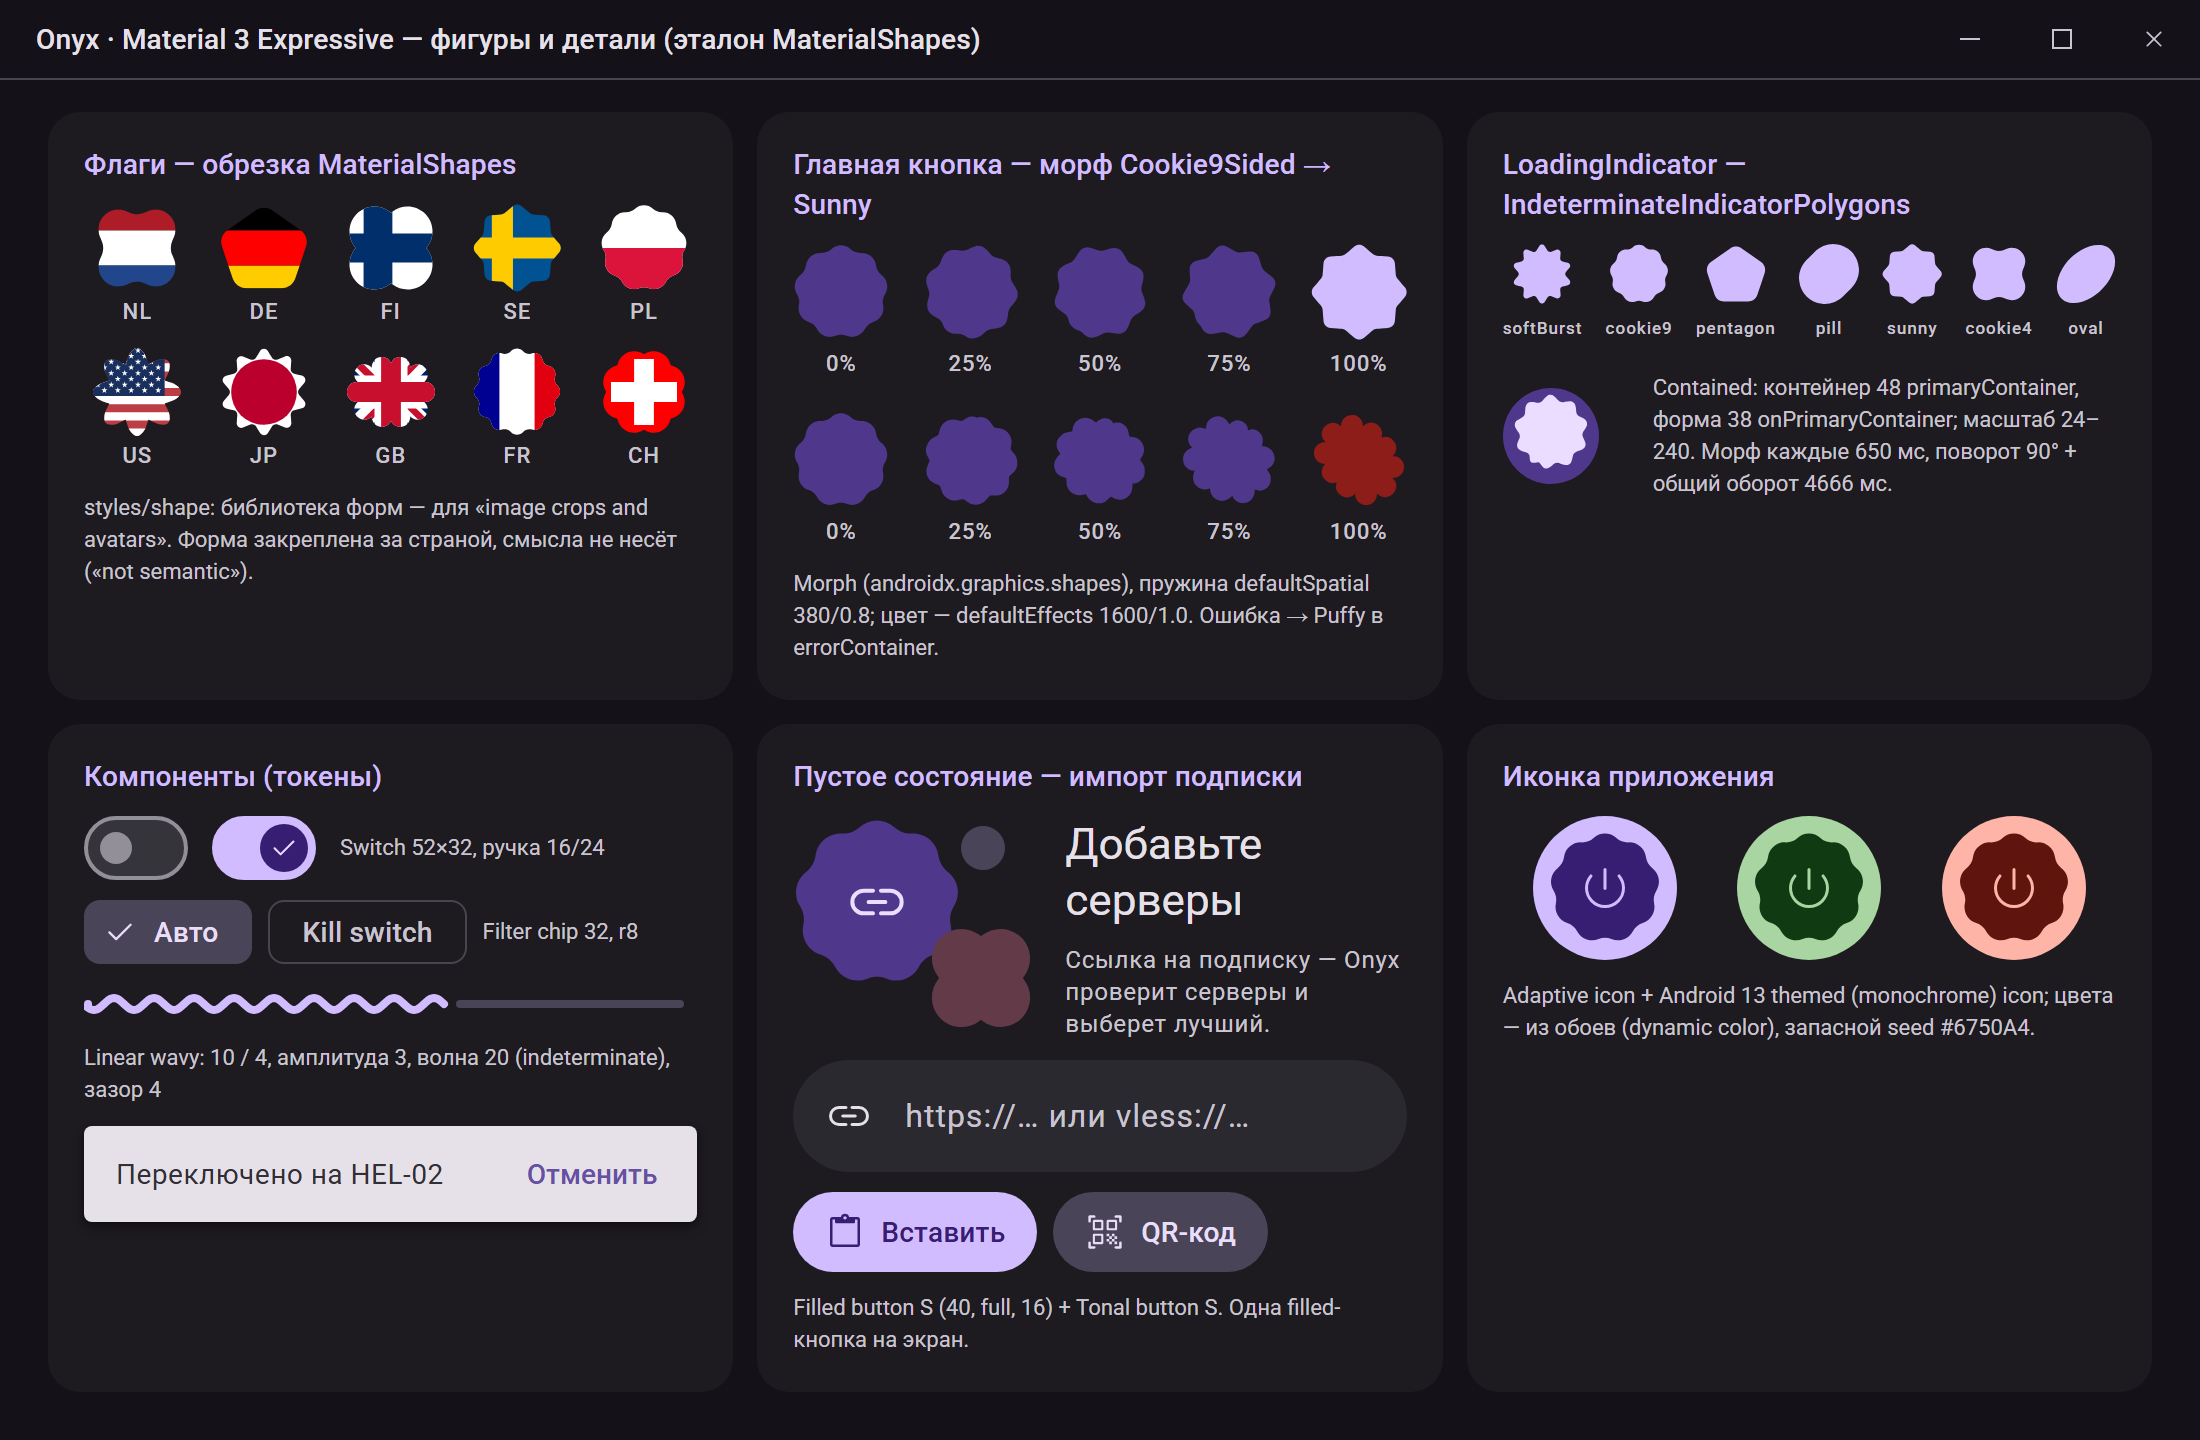 Onyx · Material 3 Expressive — фигуры и детали (эталон MaterialShapes)
Флаги — обрезка MaterialShapes
NL DE FI SE PL
US JP GB FR CH
styles/shape: библиотека форм — для «image crops and
avatars». Форма закреплена за страной, смысла не несёт
(«not semantic»).
Главная кнопка — морф Cookie9Sided →
Sunny
0% 25% 50% 75% 100%
0% 25% 50% 75% 100%
Morph (androidx.graphics.shapes), пружина defaultSpatial
380/0.8; цвет — defaultEffects 1600/1.0. Ошибка → Puffy в
errorContainer.
LoadingIndicator —
IndeterminateIndicatorPolygons
softBurst cookie9 pentagon pill sunny cookie4 oval
Contained: контейнер 48 primaryContainer,
форма 38 onPrimaryContainer; масштаб 24–
240. Морф каждые 650 мс, поворот 90° +
общий оборот 4666 мс.
Компоненты (токены)
Switch 52×32, ручка 16/24
Авто Kill switch Filter chip 32, r8
Linear wavy: 10 / 4, амплитуда 3, волна 20 (indeterminate),
зазор 4
Переключено на HEL-02 Отменить
Пустое состояние — импорт подписки
Добавьте
серверы
Ссылка на подписку — Onyx
проверит серверы и
выберет лучший.
https://… или vless://…
Вставить QR-код
Filled button S (40, full, 16) + Tonal button S. Одна filled-
кнопка на экран.
Иконка приложения
Adaptive icon + Android 13 themed (monochrome) icon; цвета
— из обоев (dynamic color), запасной seed #6750A4.